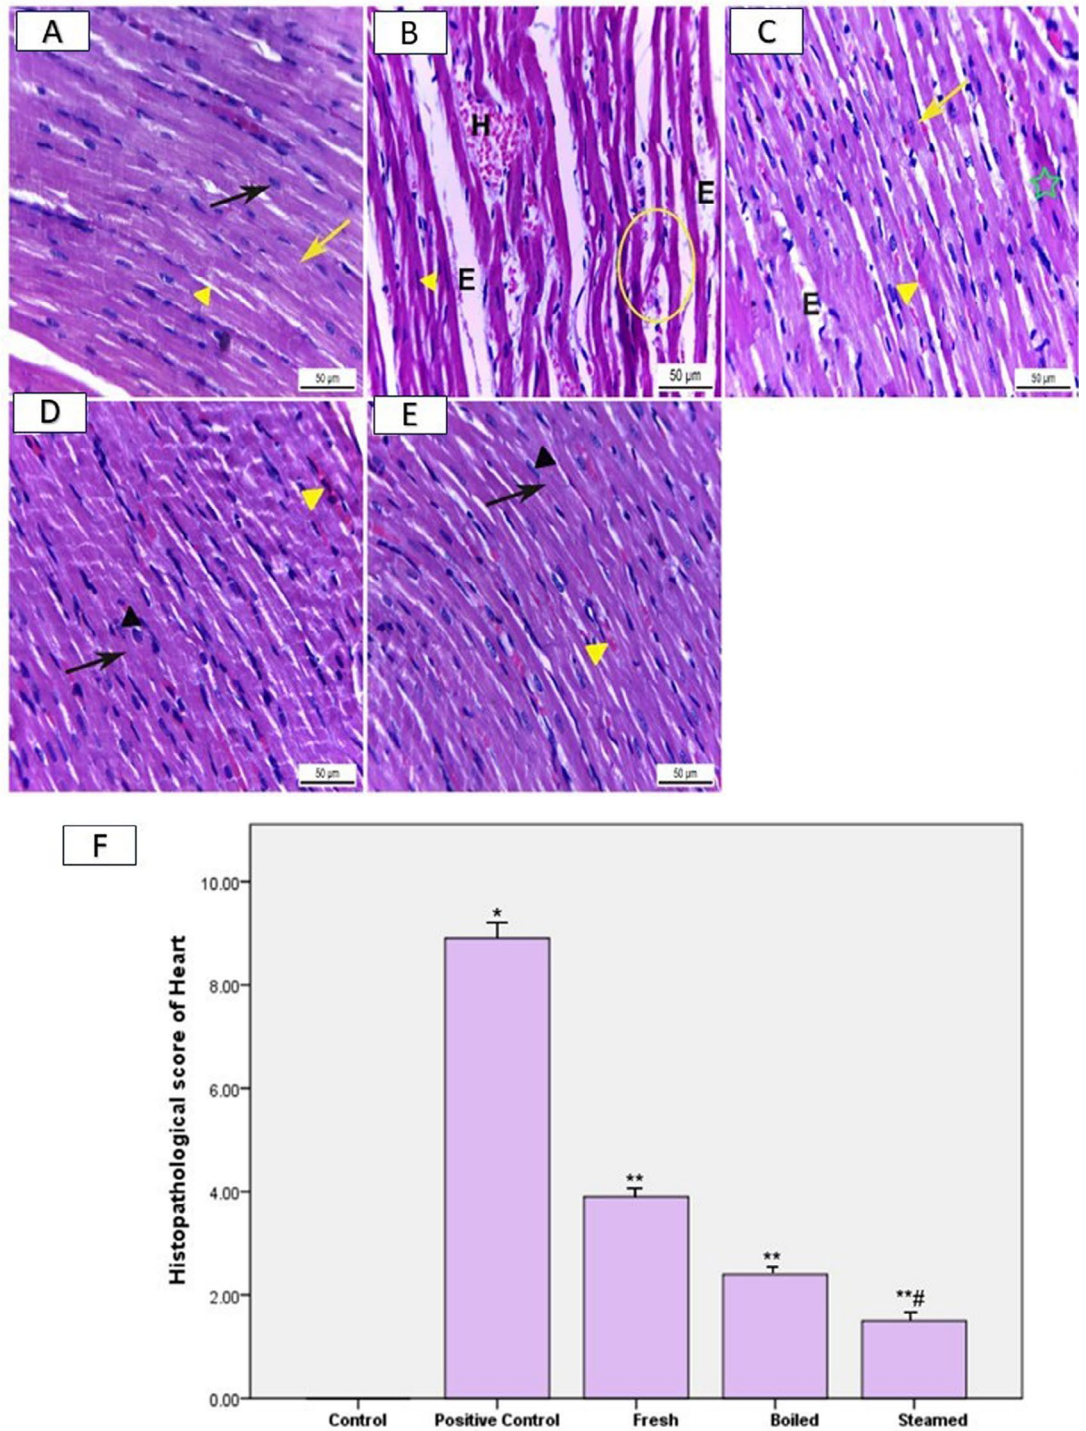 A
B
C
H
E
E
E
50 µm
50 µm
50 µm
D
E
50 µm
50 µm
F
Histopathological score of Heart
10.00
8.00
6.00
4.00
2.00
0.00
*
**
**
**#
Control
Positive Control
Fresh
Boiled
Steamed